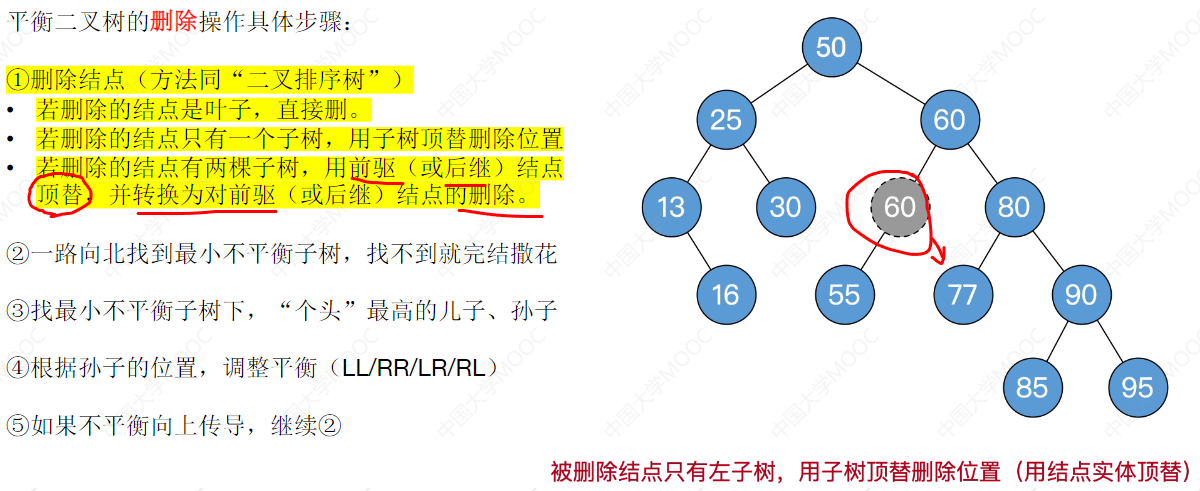 平衡二叉树的删除操作具体步骤：
①删除结点（方法同“二叉排序树”）
• 若删除的结点是叶子，直接删。
• 若删除的结点只有一个子树，用子树顶替删除位置
• 若删除的结点有两棵子树，用前驱（或后继）结点
顶替，并转换为对前驱（或后继）结点的删除。
②一路向北找到最小不平衡子树，找不到就完结撒花
③找最小不平衡子树下，“个头”最高的儿子、孙子
④根据孙子的位置，调整平衡（LL/RR/LR/RL）
⑤如果不平衡向上传导，继续②
50
25 60
13 30 60 80
16 55 77 90
85 95
被删除结点只有左子树，用子树顶替删除位置（用结点实体顶替）
中国大学MOOC